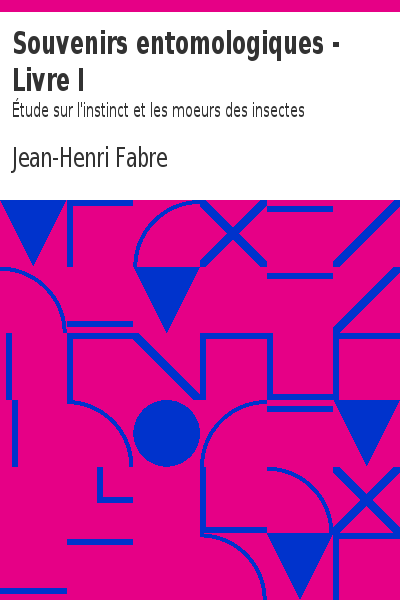 Souvenirs entomologiques -
Livre I
Étude sur l'instinct et les moeurs des insectes
Jean-Henri Fabre